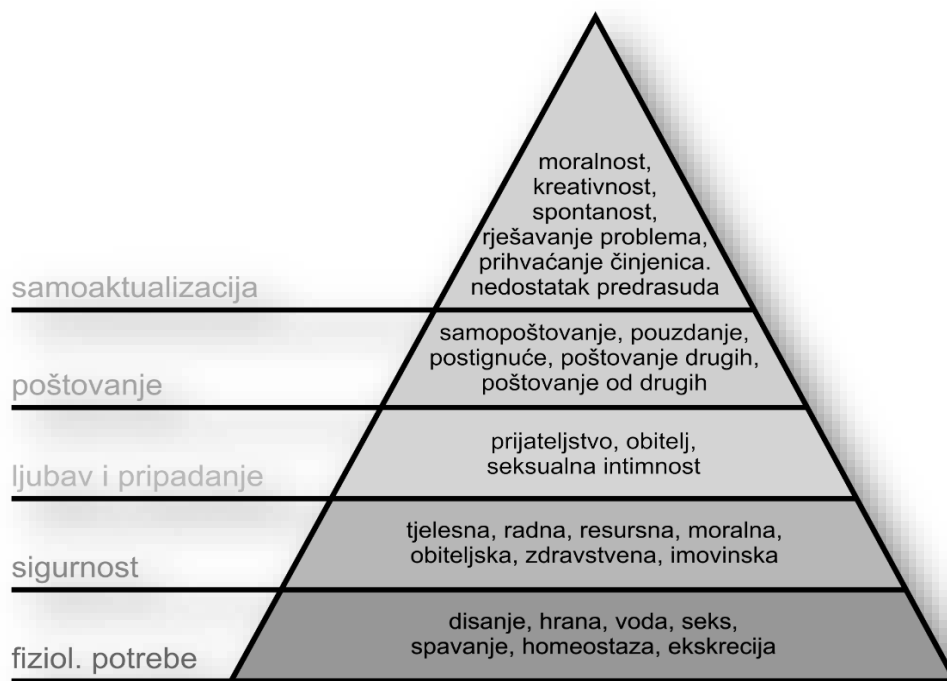 moralnost,
kreativnost,
spontanost,
rješavanje problema,
prihvaćanje činjenica.
nedostatak predrasuda
samoaktualizacija
samopoštovanje, pouzdanje,
postignuće, poštovanje drugih,
poštovanje od drugih
poštovanje
prijateljstvo, obitelj,
seksualna intimnost
ljubav i pripadanje
tjelesna, radna, resursna, moralna,
obiteljska, zdravstvena, imovinska
sigurnost
disanje, hrana, voda, seks,
spavanje, homeostaza, ekskrecija
fiziol. potrebe